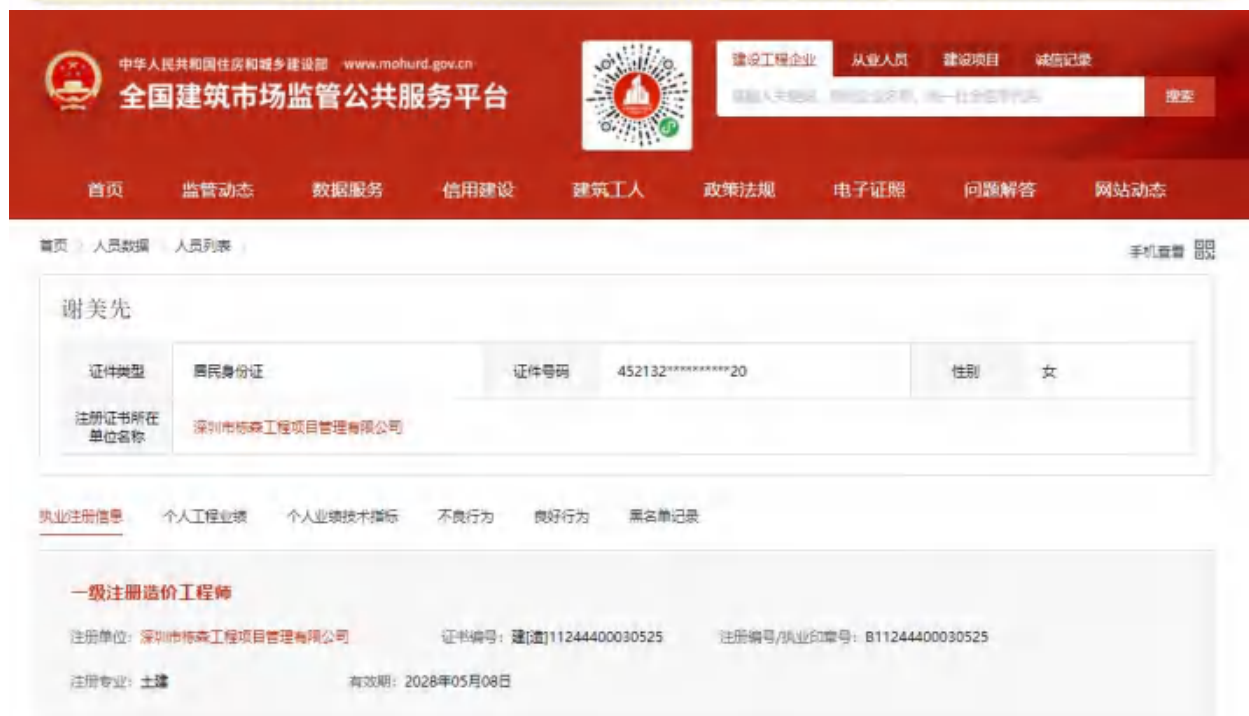 中华人民共和国住房和城乡建设部 www.mohurd.gov.cn
全国建筑市场监管公共服务平台
建设工程企业 从业人员 建设项目 诚信记录
搜索
首页 监管动态 数据服务 信用建设 建筑工人 政策法规 电子证照 问题解答 网站动态
首页 人员数据 人员列表
手机查看
谢美先
证件类型 居民身份证 证件号码 452132**********20 性别 女
注册证书所在
单位名称
深圳市栋森工程项目管理有限公司
执业注册信息 个人工程业绩 个人业绩技术指标 不良行为 良好行为 黑名单记录
一级注册造价工程师
注册单位：深圳市栋森工程项目管理有限公司 证书编号：建[造]11244400030525 注册编号/执业印章号：B11244400030525
注册专业：土建 有效期：2028年05月08日